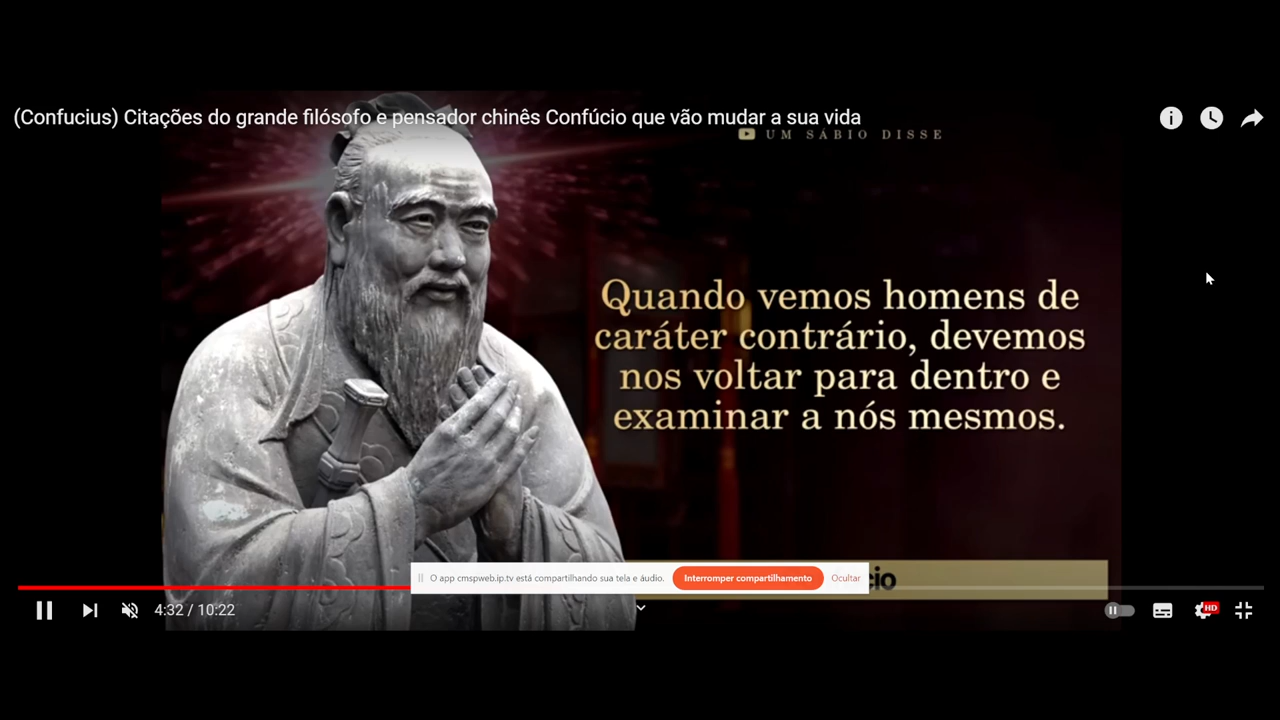 (Confucius) Citações do grande filósofo e pensador chinês Confúcio que vão mudar a sua vida
UM SÁBIO DISSE
Quando vemos homens de
caráter contrário, devemos
nos voltar para dentro e
examinar a nós mesmos.
O app cmspweb.ip.tv está compartilhando sua tela e áudio. Interromper compartilhamento Ocultar
4:32 / 10:22
HD